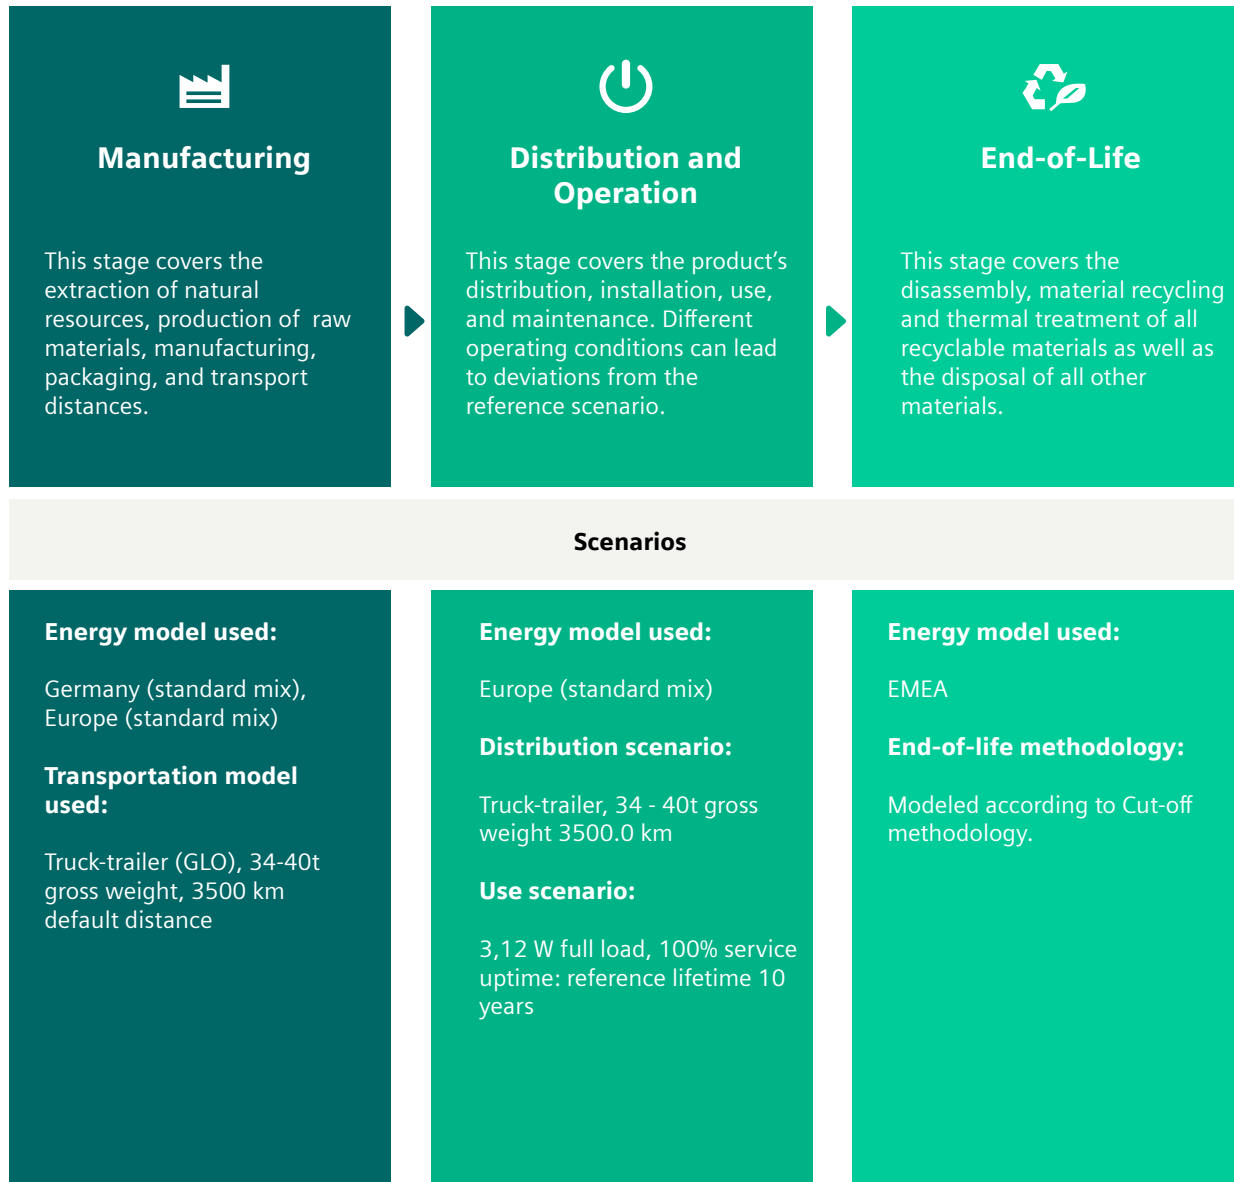 Manufacturing
This stage covers the
extraction of natural
resources, production of  raw
materials, manufacturing,
packaging, and transport
distances.
Distribution and
Operation
This stage covers the product’s
distribution, installation, use,
and maintenance. Different
operating conditions can lead
to deviations from the
reference scenario.
End-of-Life
This stage covers the
disassembly, material recycling
and thermal treatment of all
recyclable materials as well as
the disposal of all other
materials.
Scenarios
Energy model used:
Germany (standard mix),
Europe (standard mix)
Transportation model
used:
Truck-trailer (GLO), 34-40t
gross weight, 3500 km
default distance
Energy model used:
Europe (standard mix)
Distribution scenario:
Truck-trailer, 34 - 40t gross
weight 3500.0 km
Use scenario:
3,12 W full load, 100% service
uptime: reference lifetime 10
years
Energy model used:
EMEA
End-of-life methodology:
Modeled according to Cut-off
methodology.